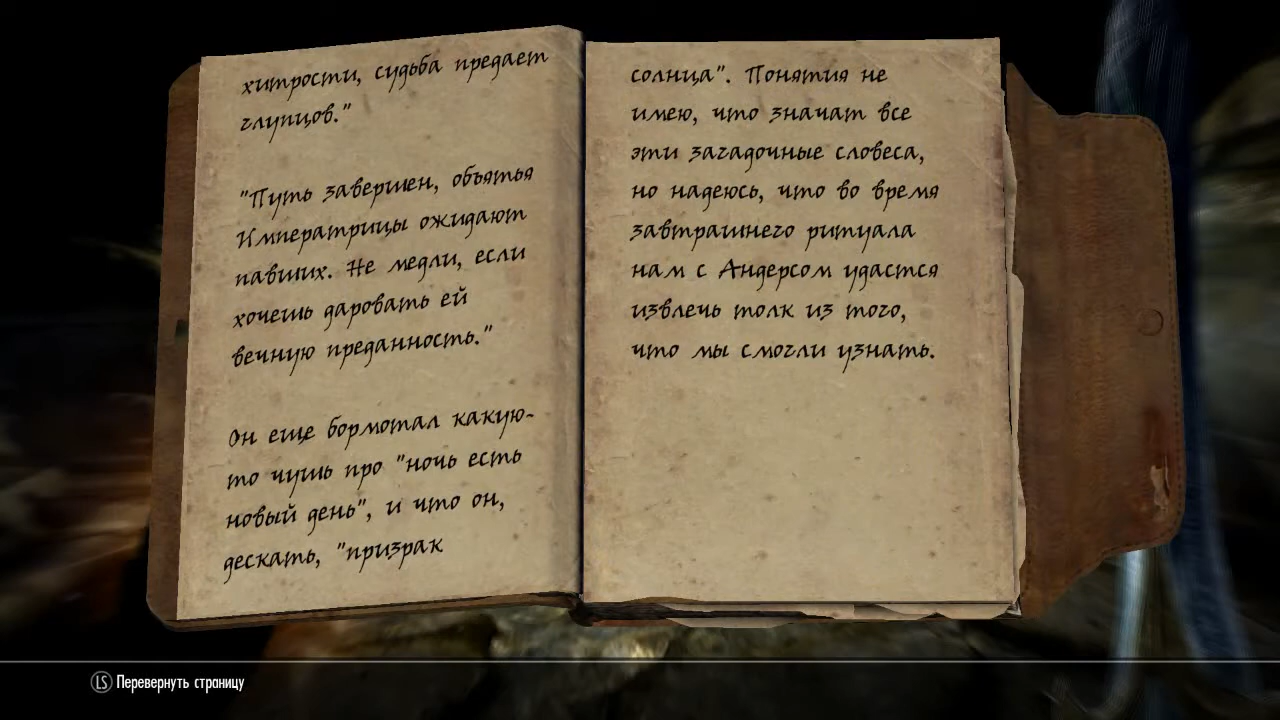 хитрости, судьба предает
глупцов."
"Путь завершен, объятья
Императрицы ожидают
павших. Не медли, если
хочешь даровать ей
вечную преданность."
Он еще бормотал какую-
то чушь про "ночь есть
новый день", и что он,
дескать, "призрак
солнца". Понятия не
имею, что значат все
эти загадочные словеса,
но надеюсь, что во время
завтрашнего ритуала
нам с Андерсом удастся
извлечь толк из того,
что мы смогли узнать.
LS Перевернуть страницу